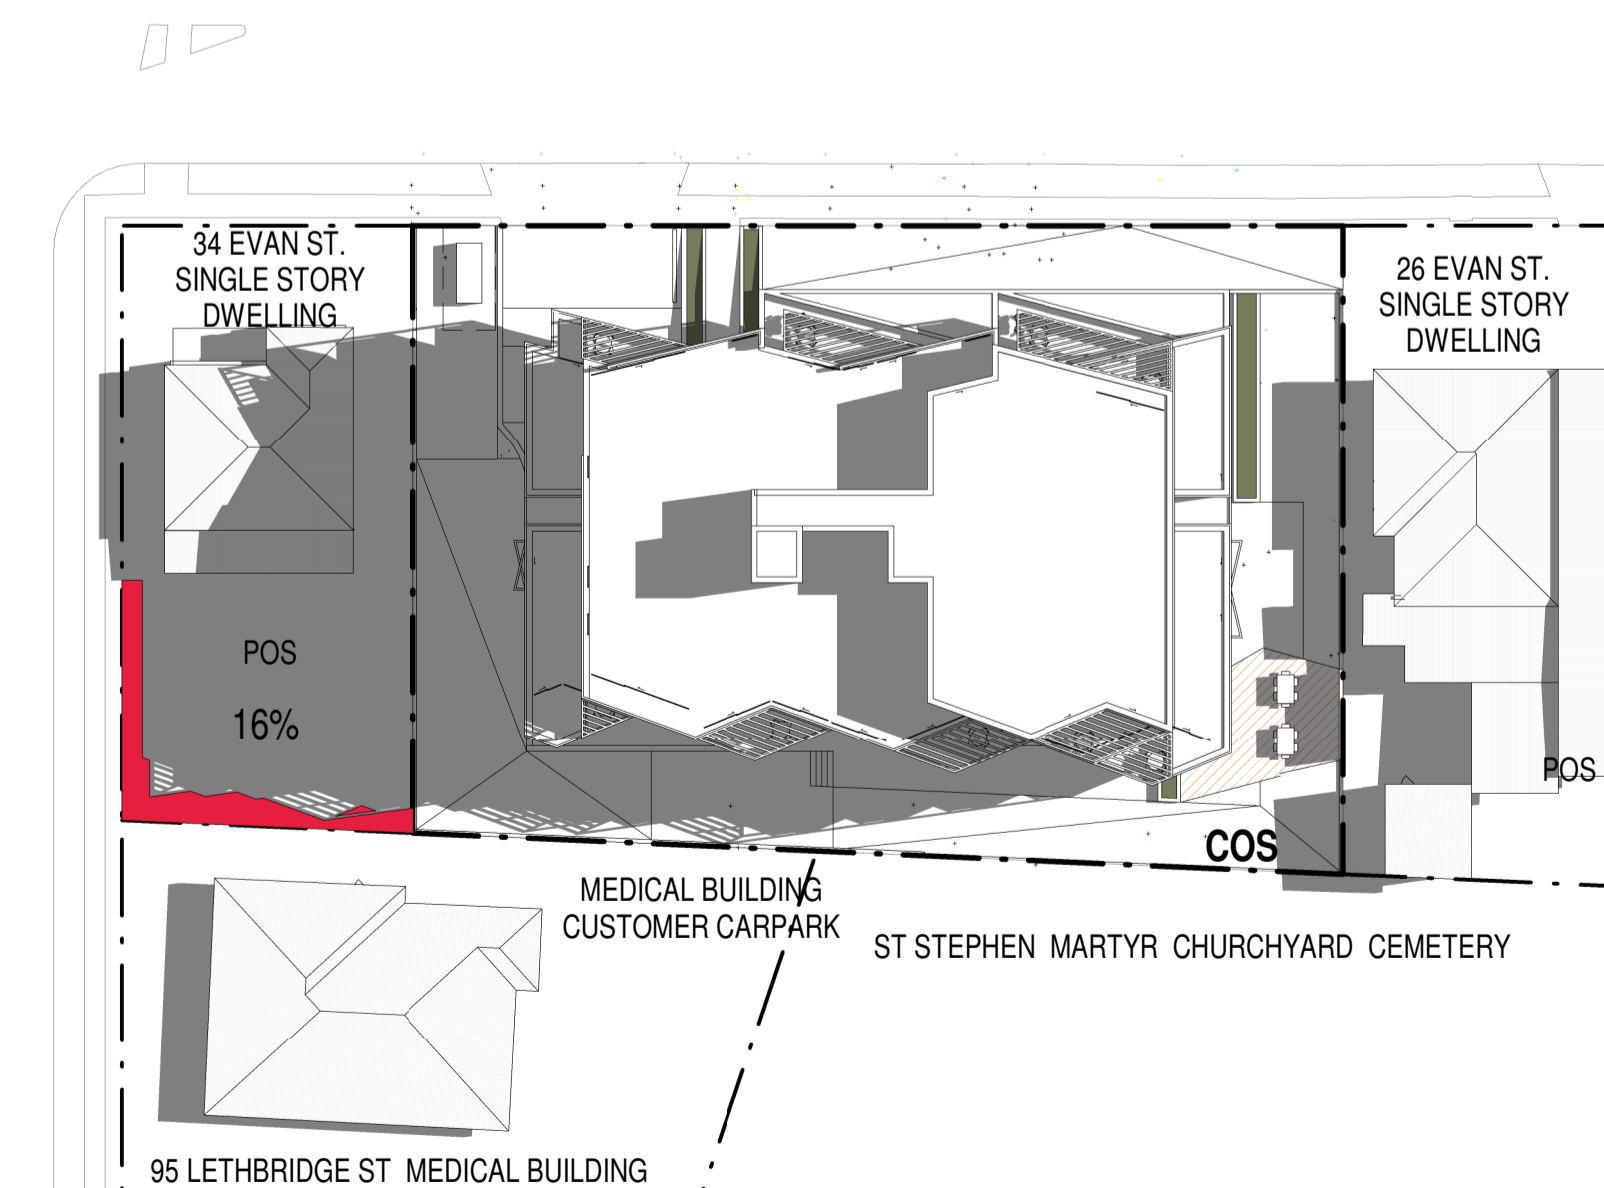 34 EVAN ST.
SINGLE STORY
DWELLING
26 EVAN ST.
SINGLE STORY
DWELLING
POS
16%
POS
COS
MEDICAL BUILDING
CUSTOMER CARPARK
ST STEPHEN MARTYR CHURCHYARD CEMETERY
95 LETHBRIDGE ST MEDICAL BUILDING